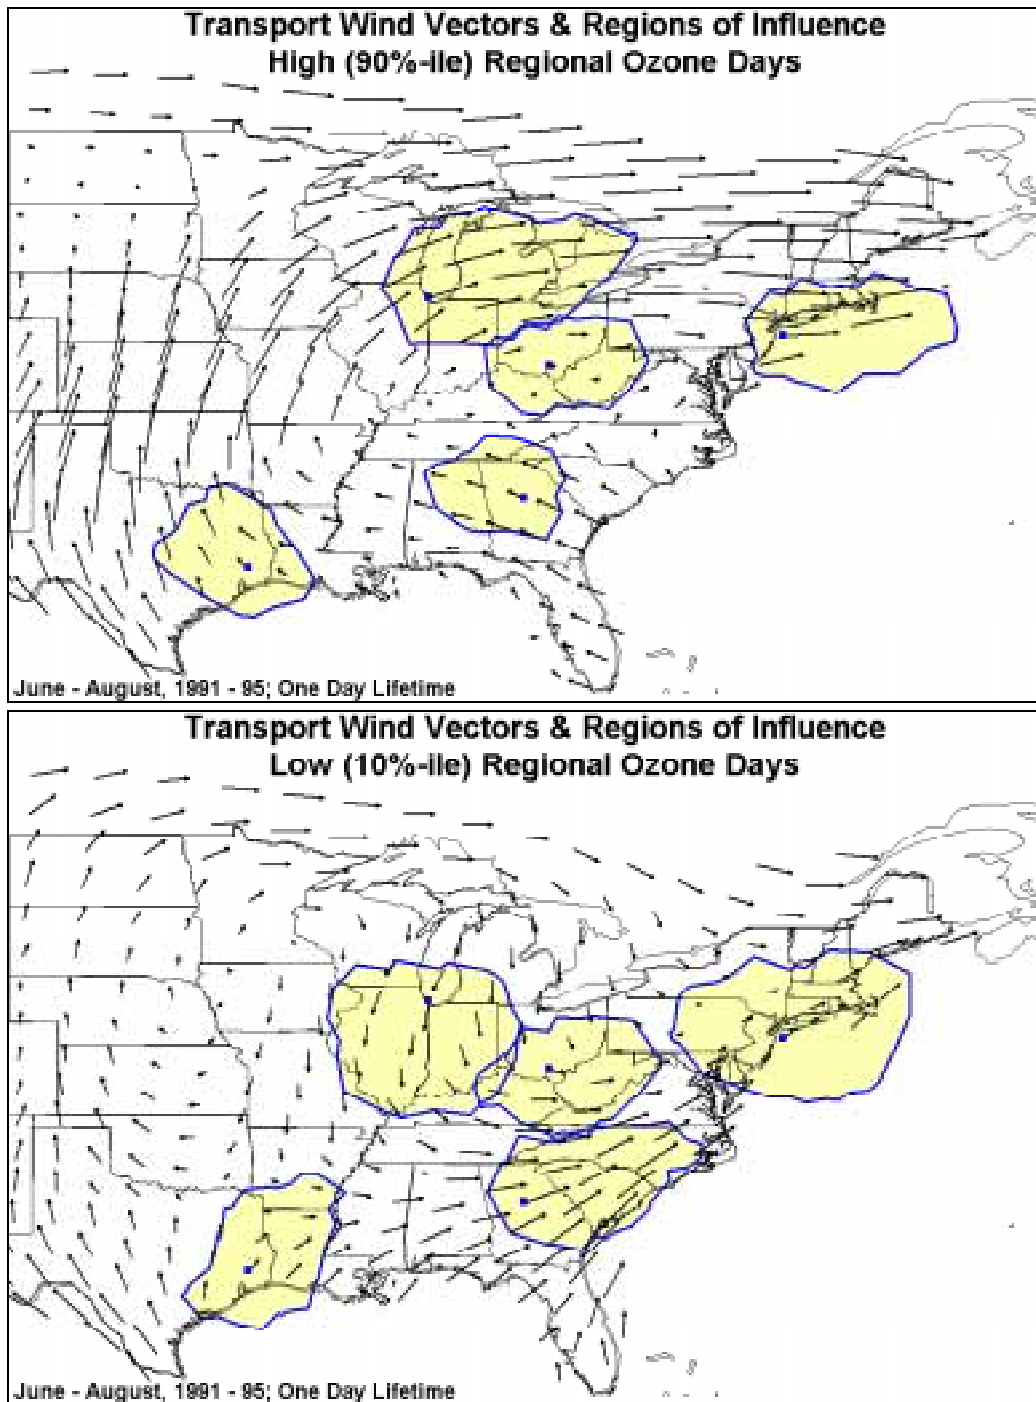 Transport Wind Vectors & Regions of Influence
High (90%-ile) Regional Ozone Days
June - August, 1991 - 95; One Day Lifetime
Transport Wind Vectors & Regions of Influence
Low (10%-ile) Regional Ozone Days
June - August, 1991 - 95; One Day Lifetime